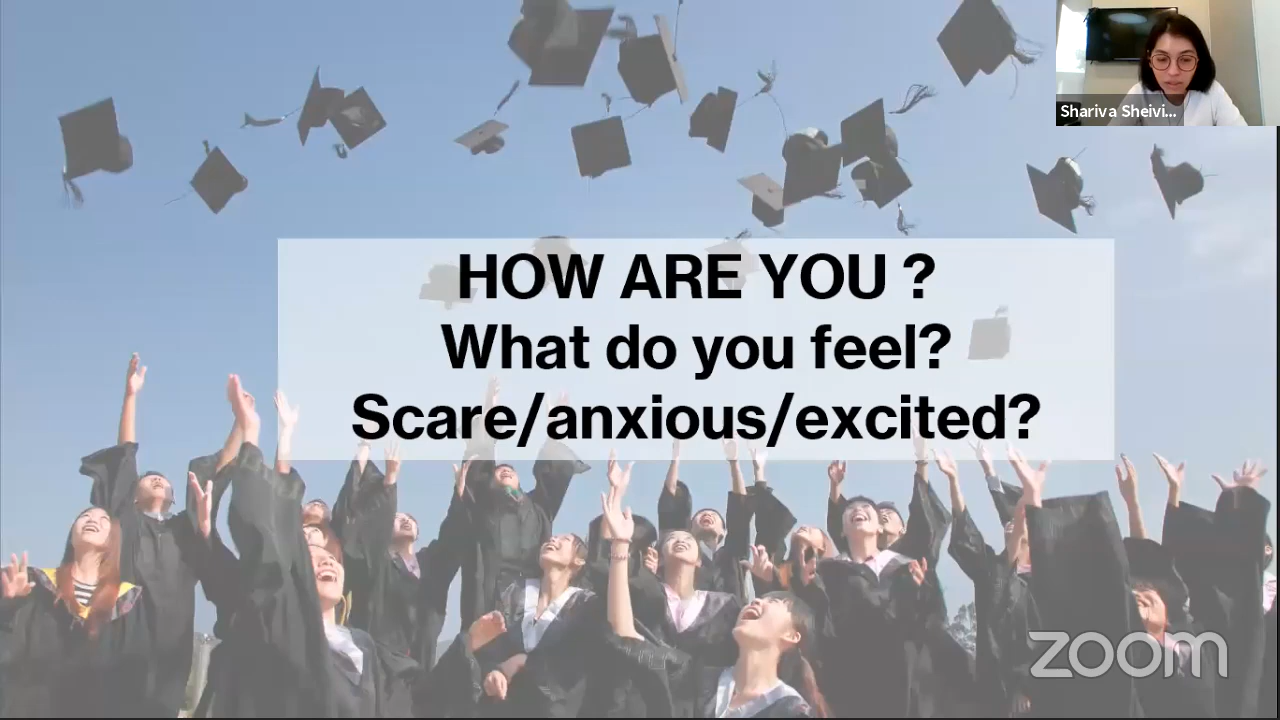 Shariva Sheivi...
HOW ARE YOU ?
What do you feel?
Scare/anxious/excited?
zoom